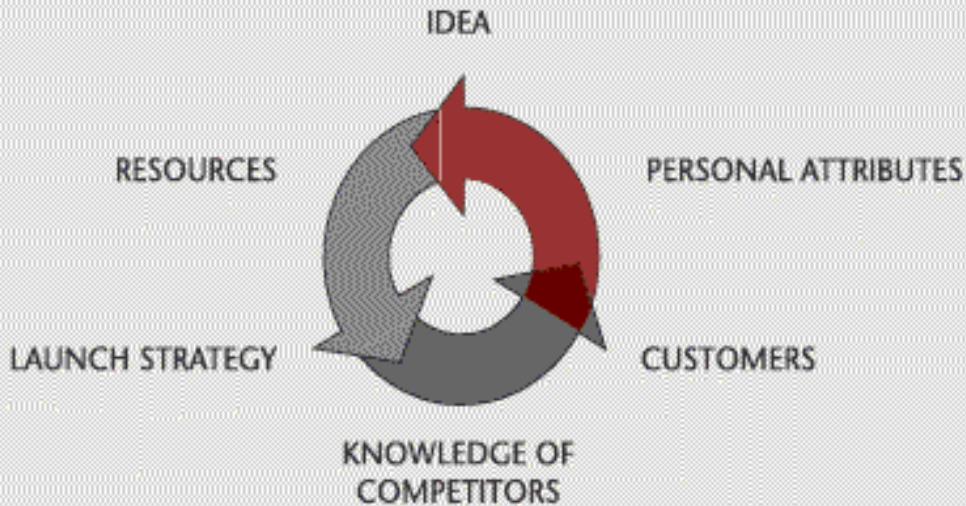 IDEA
RESOURCES
PERSONAL ATTRIBUTES
LAUNCH STRATEGY
CUSTOMERS
KNOWLEDGE OF
COMPETITORS